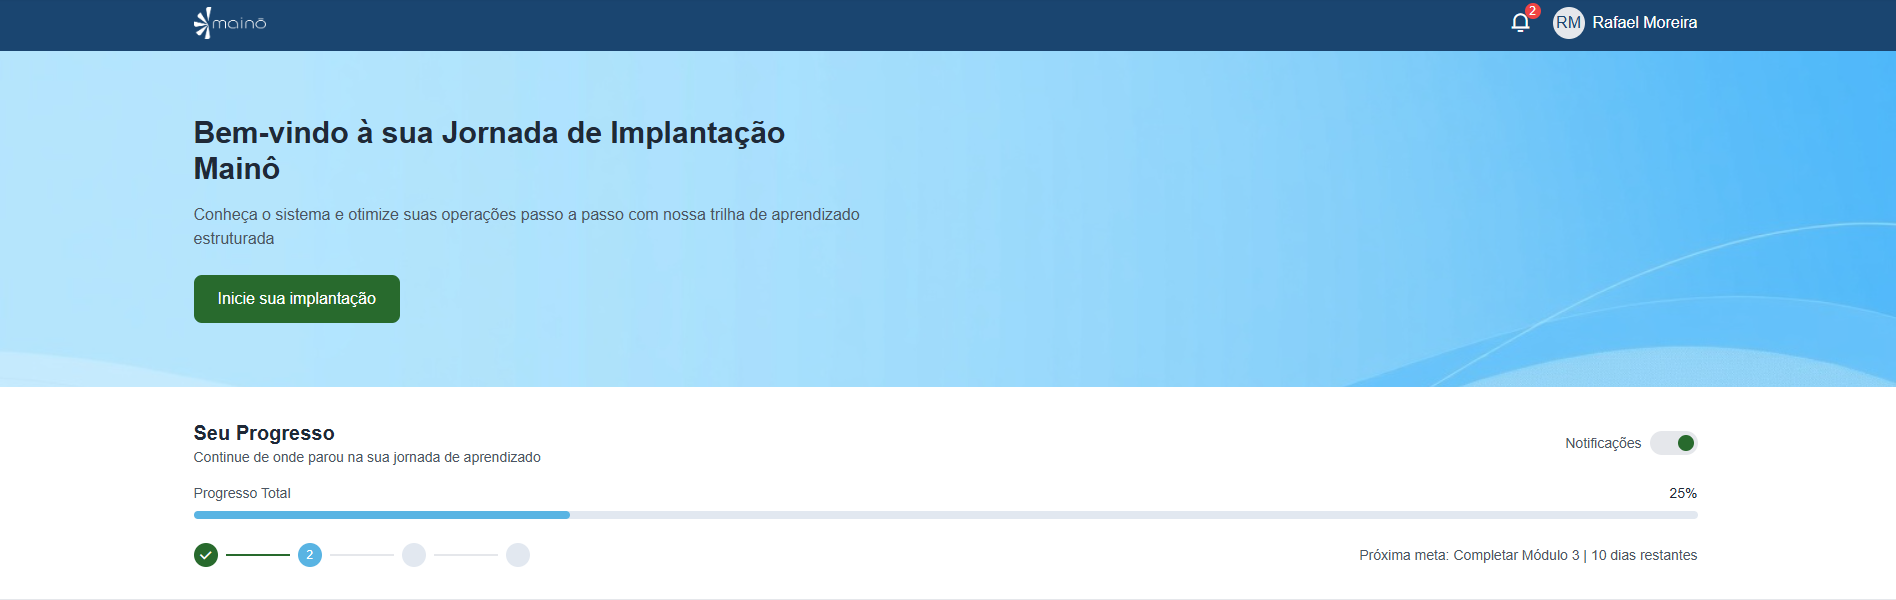 mainô
2
RM
Rafael Moreira
Bem-vindo à sua Jornada de Implantação
Mainô
Conheça o sistema e otimize suas operações passo a passo com nossa trilha de aprendizado
estruturada
Inicie sua implantação
Seu Progresso
Continue de onde parou na sua jornada de aprendizado
Notificações
Progresso Total
25%
2
Próxima meta: Completar Módulo 3 | 10 dias restantes